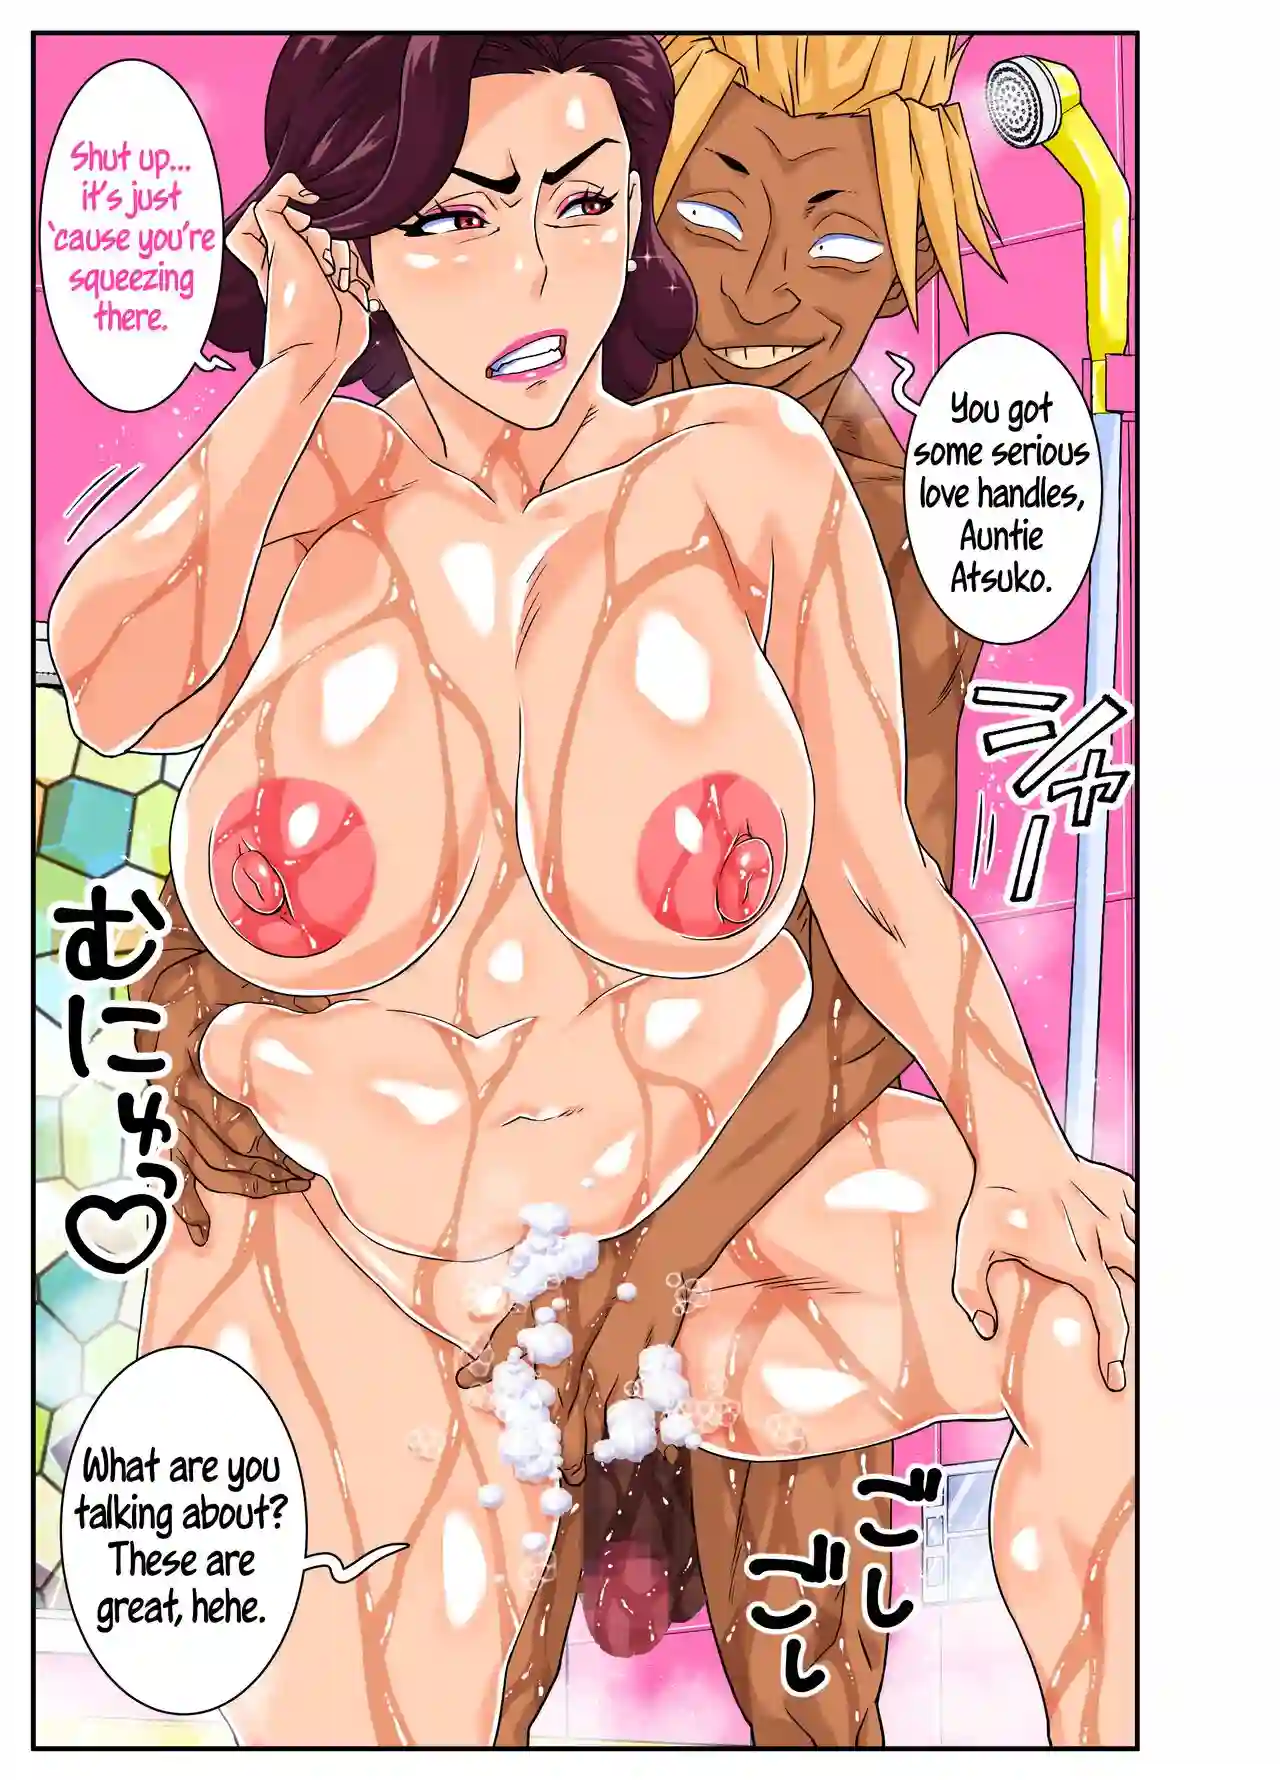 You got
some serious
love handles,
Auntie
Atsuko.
Shut up...
it's just
'cause you're
squeezing
there.
シャー
むにゅっ♡
What are you
talking about?
These are
great, hehe.
ごし
ごし